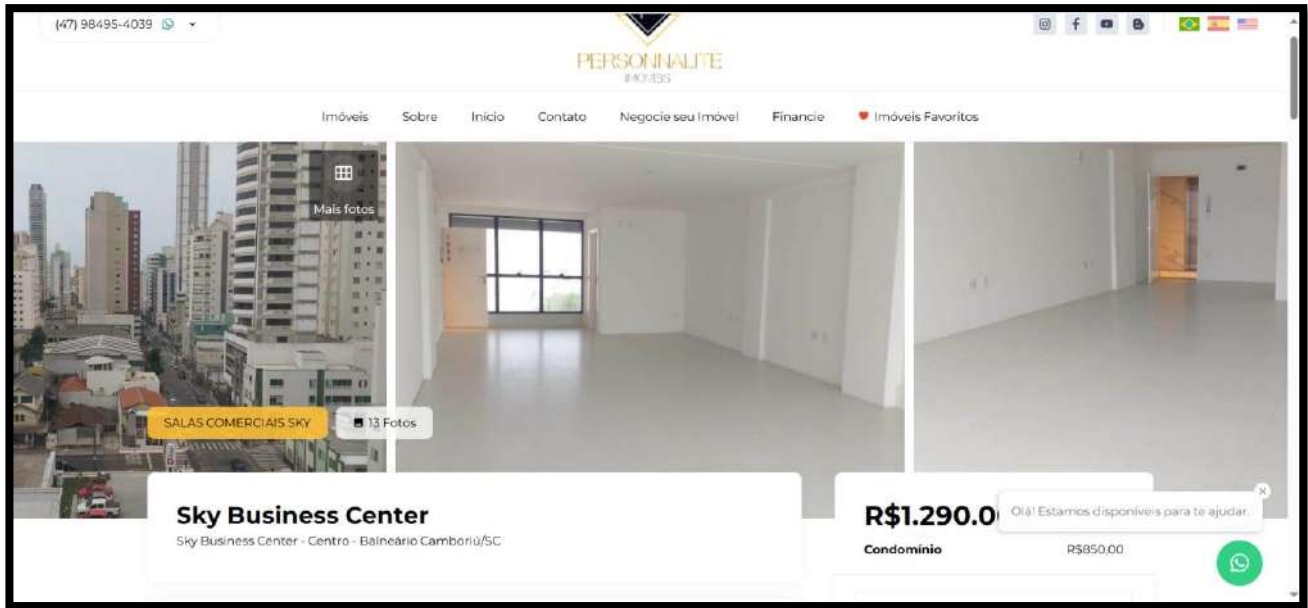 (47) 98495-4039
PERSONNALITÉ
IMÓVEIS
Imóveis Sobre Início Contato Negocie seu Imóvel Financie Imóveis Favoritos
Mais fotos
SALAS COMERCIAIS SKY
13 Fotos
Sky Business Center
Sky Business Center - Centro - Balneário Camboriú/SC
R$1.290.0
Olá! Estamos disponíveis para te ajudar.
Condomínio R$850,00